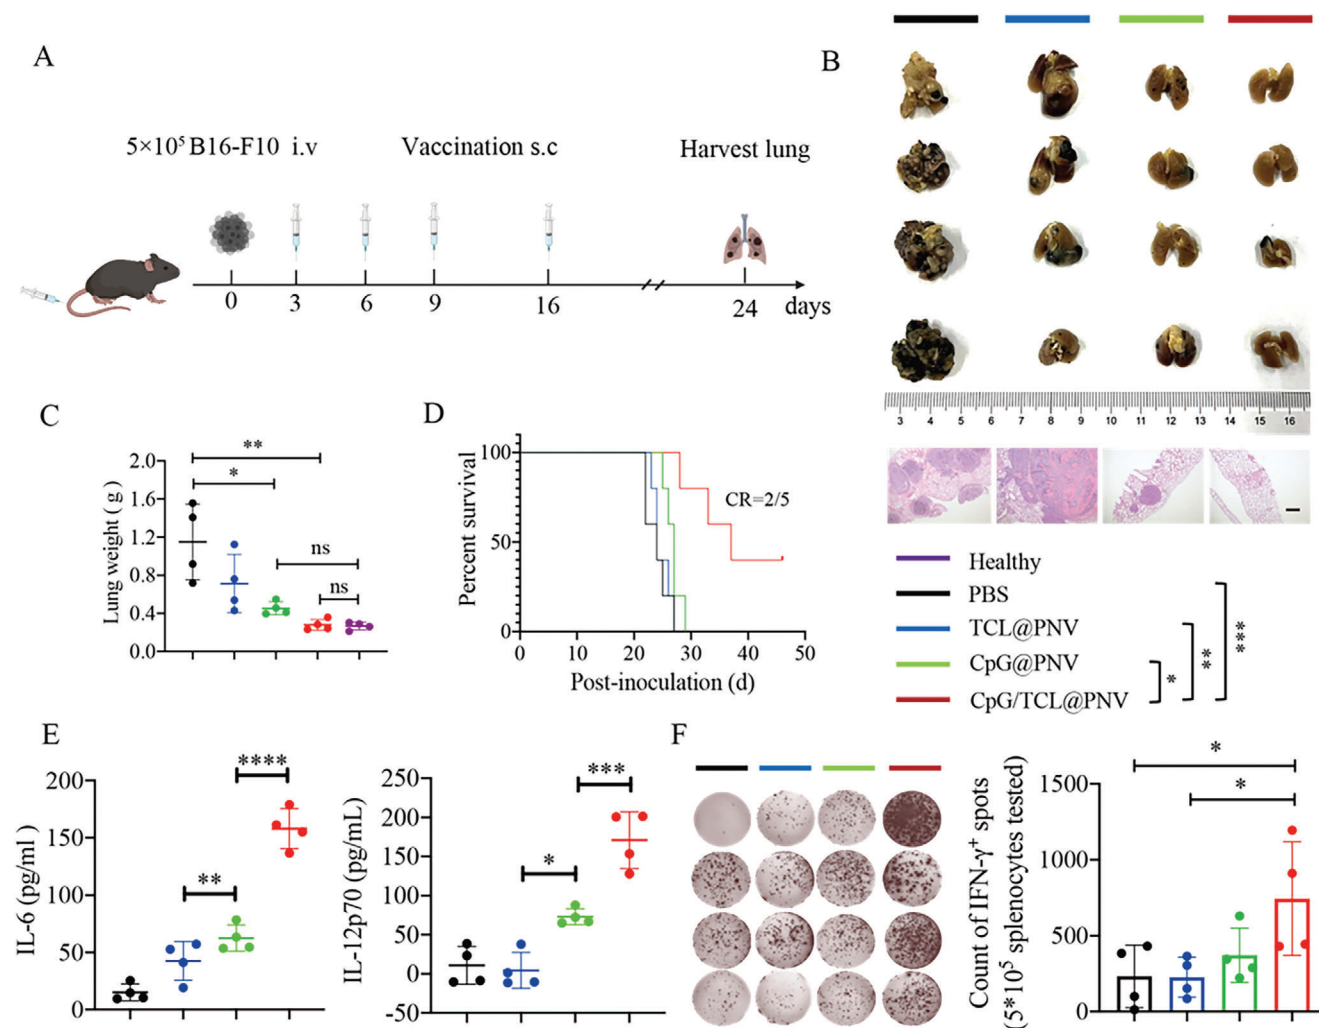 A
5×10⁵ B16-F10 i.v
Vaccination s.c
Harvest lung
0 3 6 9 16 24 days
B
3 4 5 6 7 8 9 10 11 12 13 14 15 16
C
Lung weight ( g )
2.0
1.6
1.2
0.8
0.4
0.0
**
*
ns
ns
D
Percent survival
100
50
0
CR=2/5
0 10 20 30 40 50
Post-inoculation (d)
Healthy
PBS
TCL@PNV
CpG@PNV
CpG/TCL@PNV
*
**
***
E
IL-6 (pg/ml)
200
150
100
50
0
**
****
IL-12p70 (pg/mL)
250
200
150
100
50
0
-50
*
***
F
Count of IFN-γ⁺ spots
(5*10⁵ splenocytes tested)
1500
1000
500
0
*
*